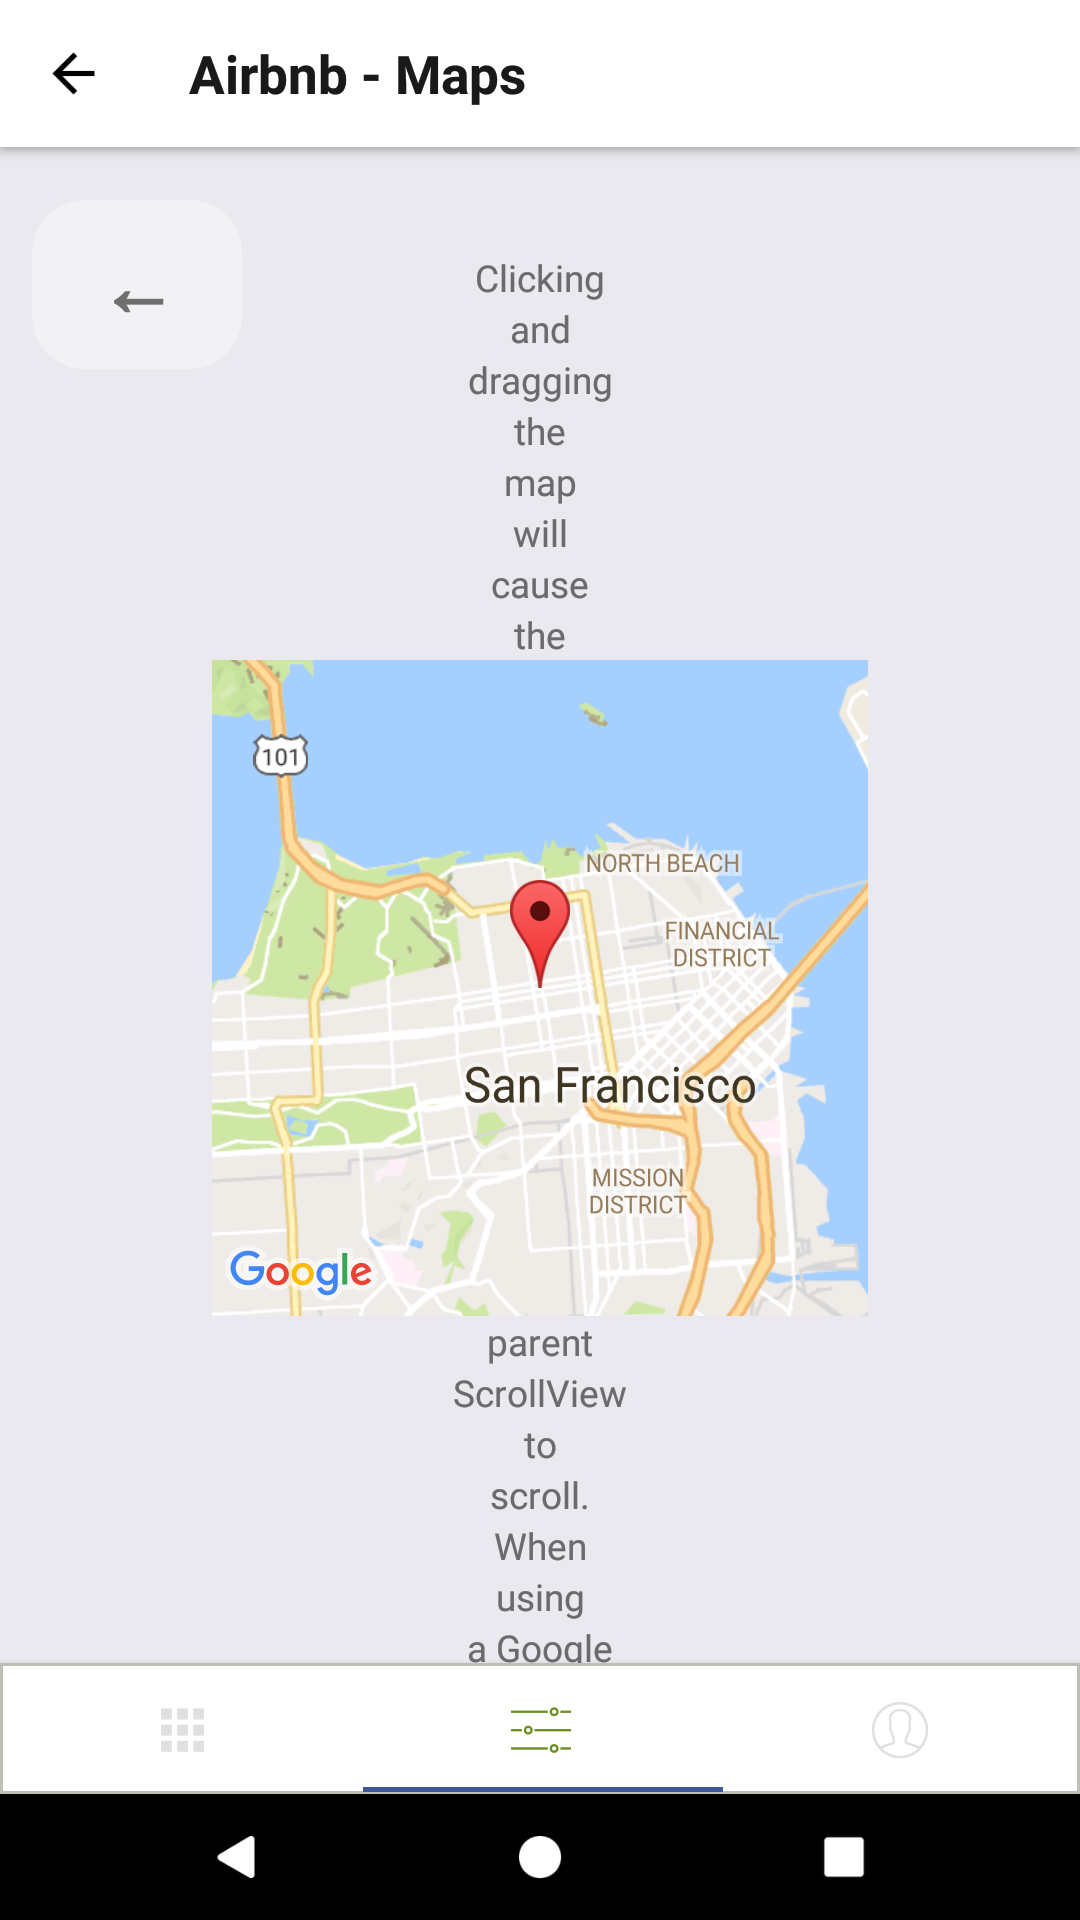 Airbnb - Maps
←
Clicking
and
dragging
the
map
will
cause
the
101
NORTH BEACH
FINANCIAL
DISTRICT
San Francisco
MISSION
DISTRICT
Google
parent
ScrollView
to
scroll.
When
using
a Google